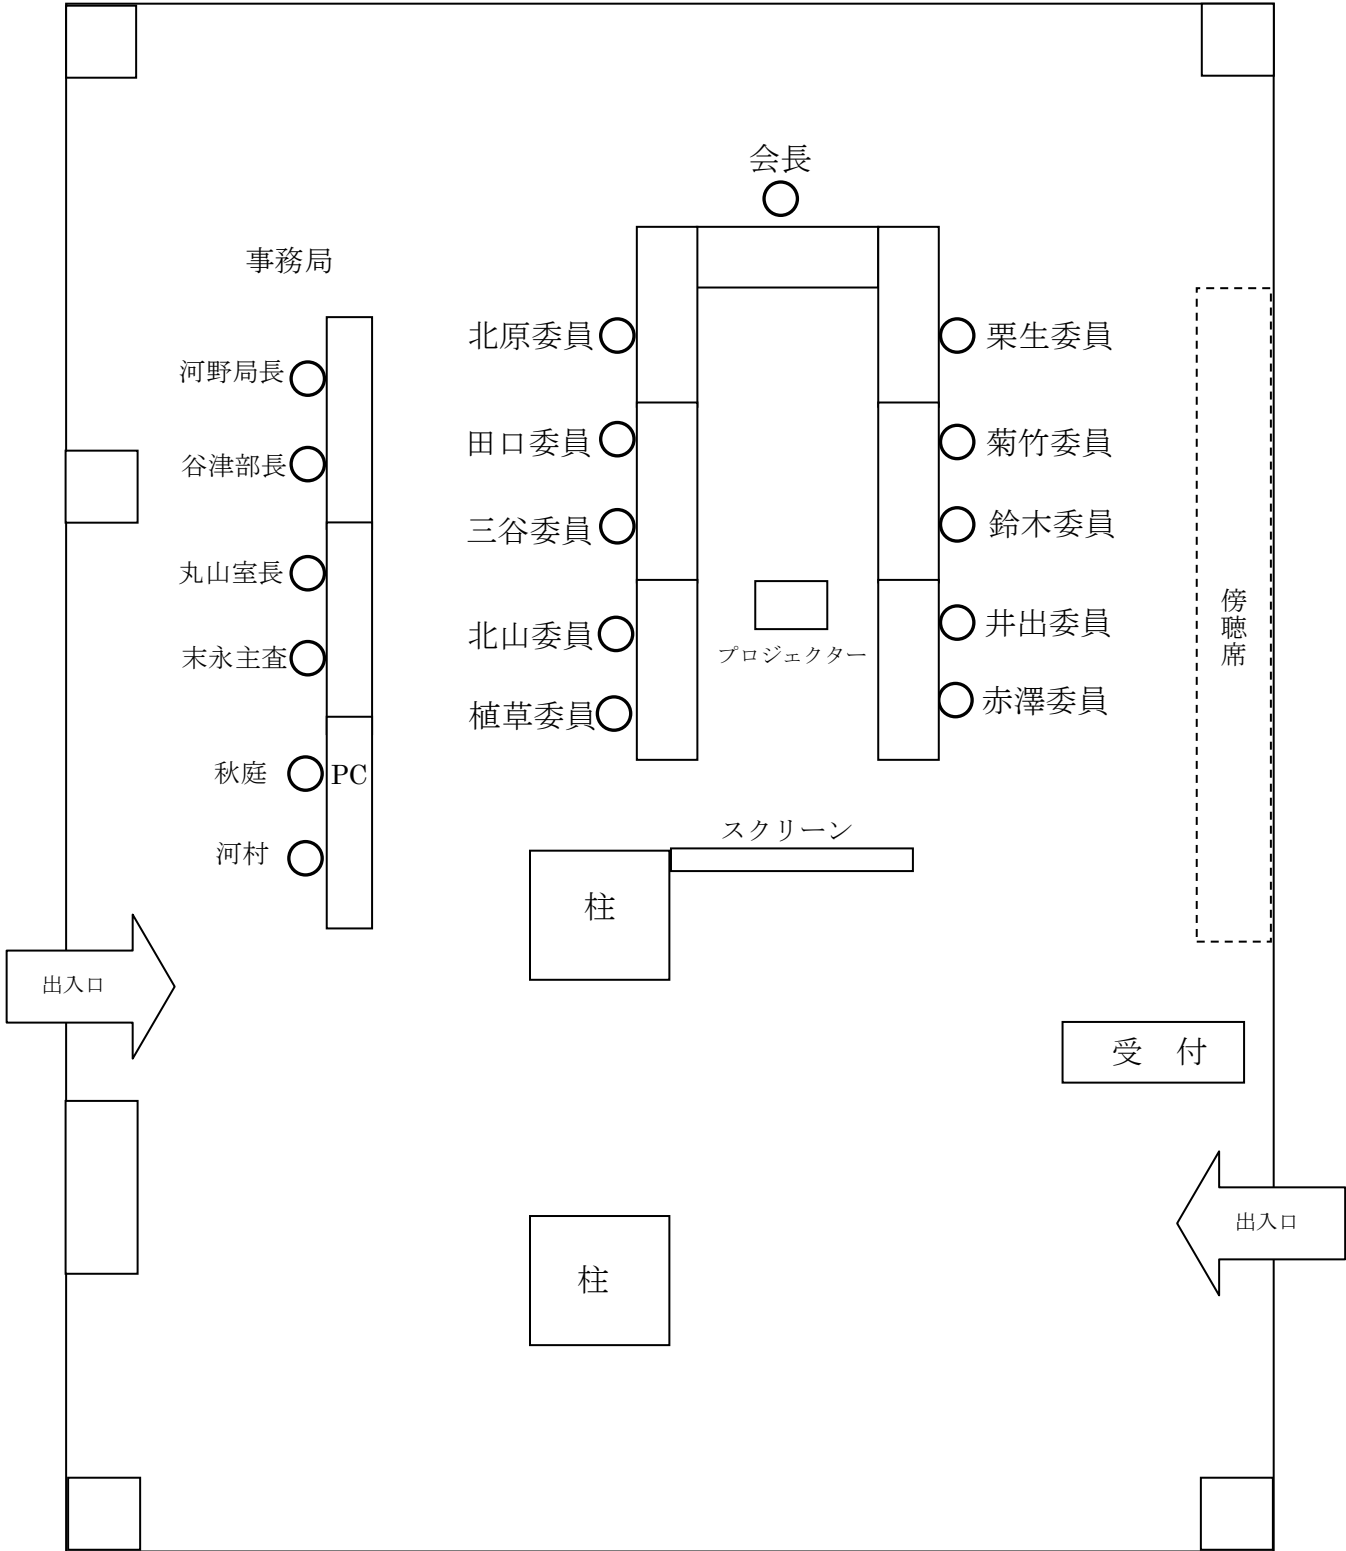 会長
事務局
北原委員
栗生委員
河野局長
田口委員
菊竹委員
谷津部長
三谷委員
鈴木委員
丸山室長
傍聴席
北山委員
井出委員
プロジェクター
末永主査
植草委員
赤澤委員
秋庭
PC
スクリーン
河村
柱
出入口
受　付
出入口
柱